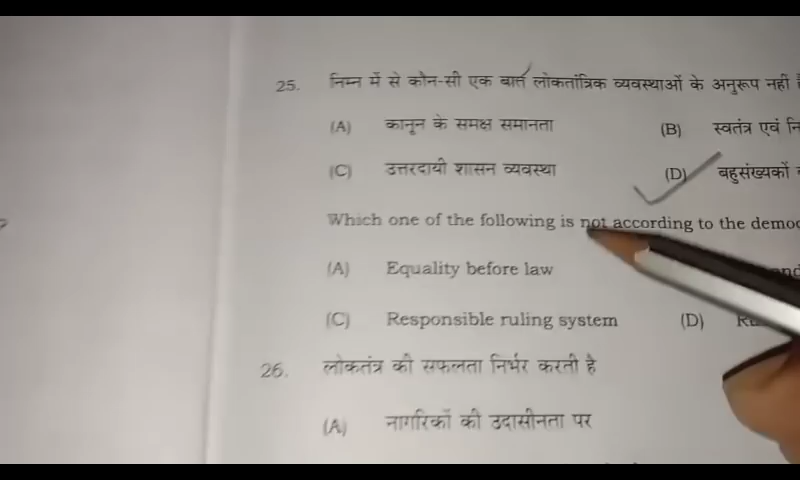 25. निम्न में से कौन-सी एक बात लोकतांत्रिक व्यवस्थाओं के अनुरूप नहीं
(A) कानून के समक्ष समानता (B) स्वतंत्र एवं
(C) उत्तरदायी शासन व्यवस्था (D) बहुसंख्यकों
Which one of the following is not according to the
(A) Equality before law
(C) Responsible ruling system (D)
26. लोकतंत्र की सफलता निर्भर करती है
(A) नागरिकों की उदासीनता पर